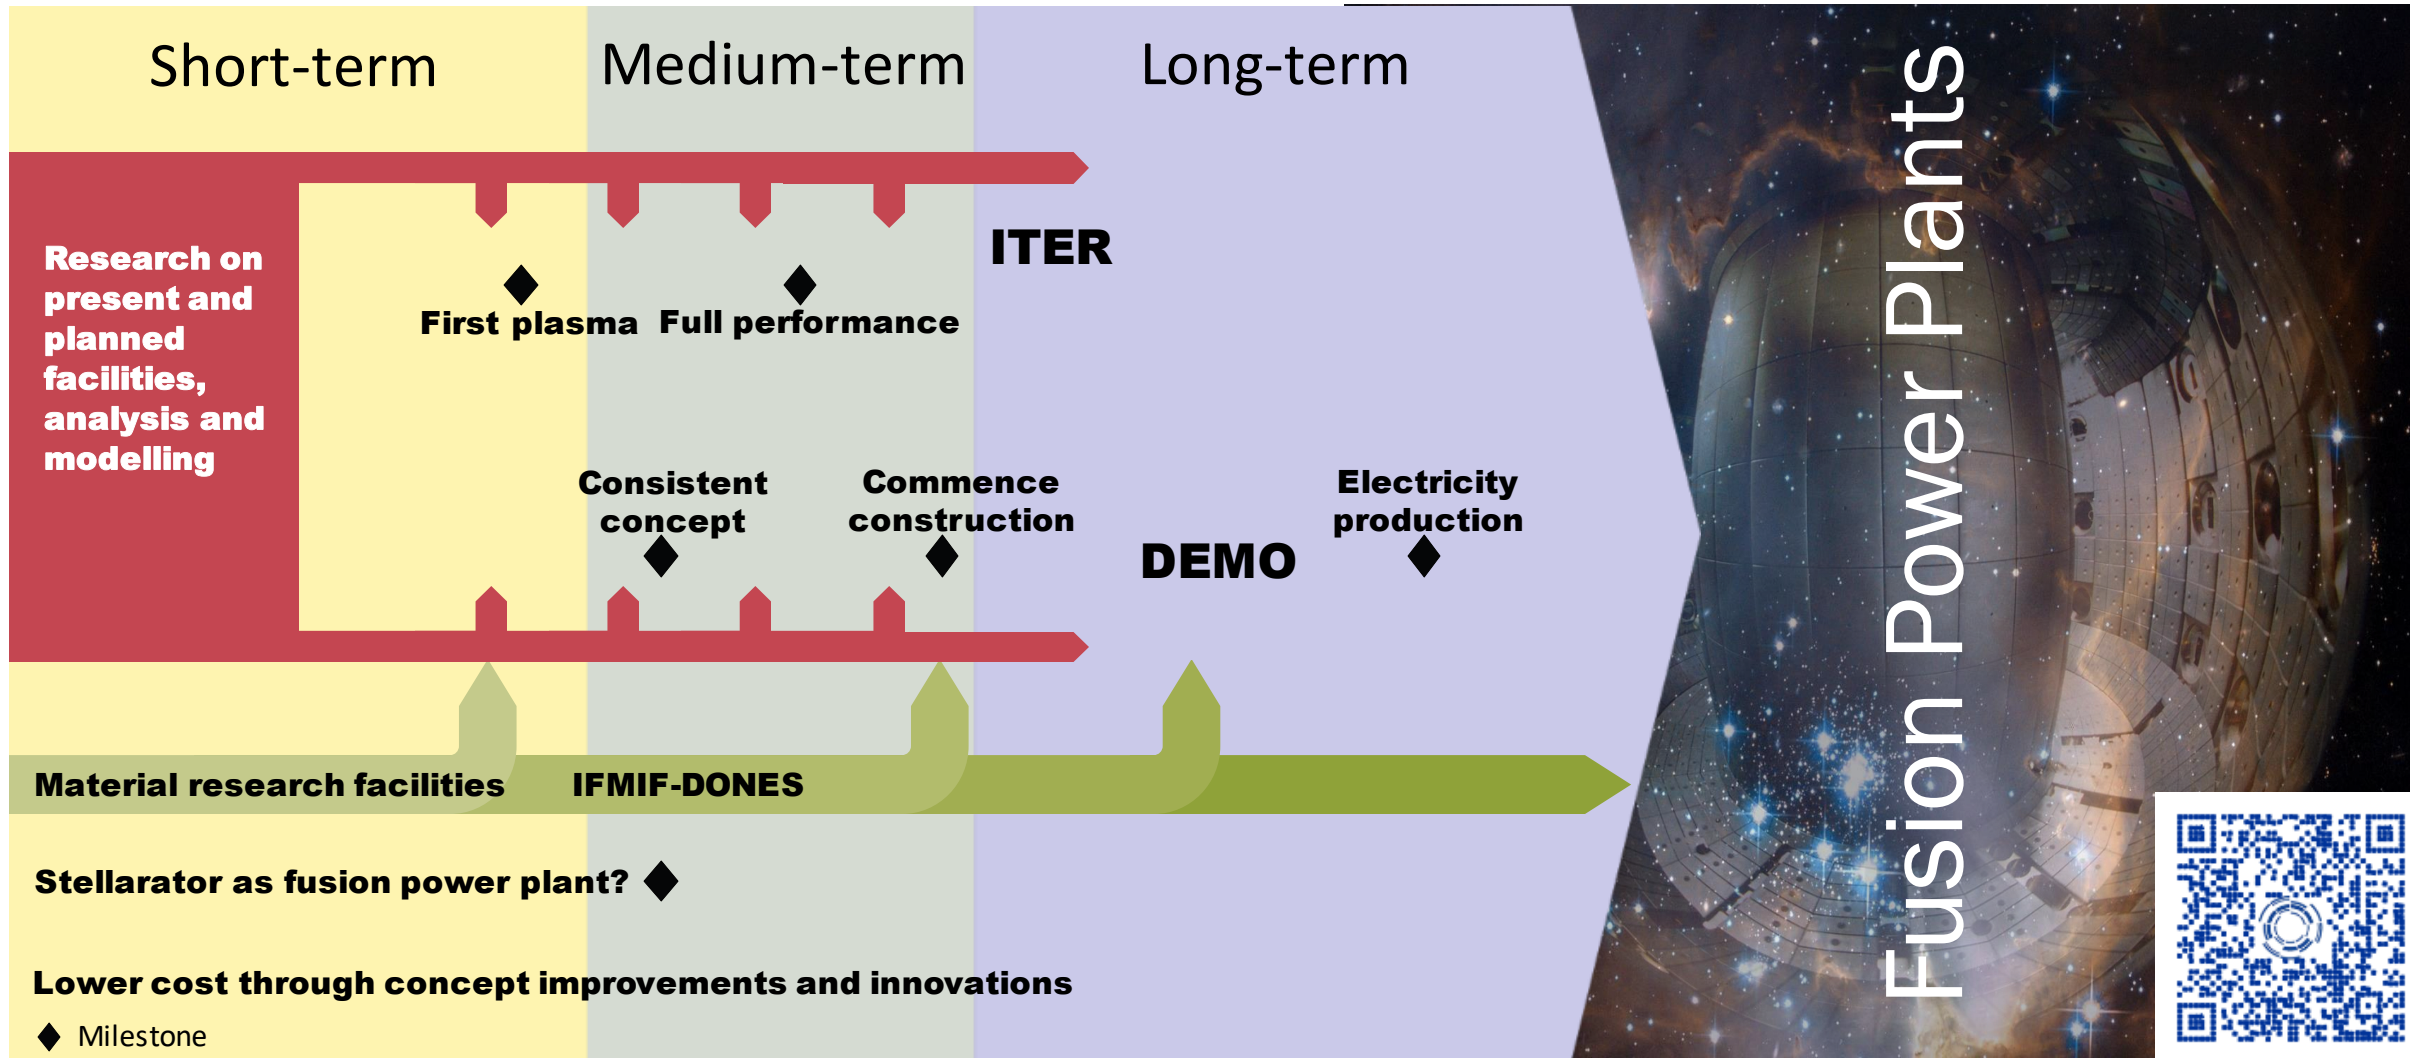 Short-term
Medium-term
Long-term
Research on
present and
planned
facilities,
analysis and
modelling
ITER
First plasma
Full performance
Consistent
concept
Commence
construction
DEMO
Electricity
production
Material research facilities
IFMIF-DONES
Stellarator as fusion power plant?
Lower cost through concept improvements and innovations
Milestone
Fusion Power Plants